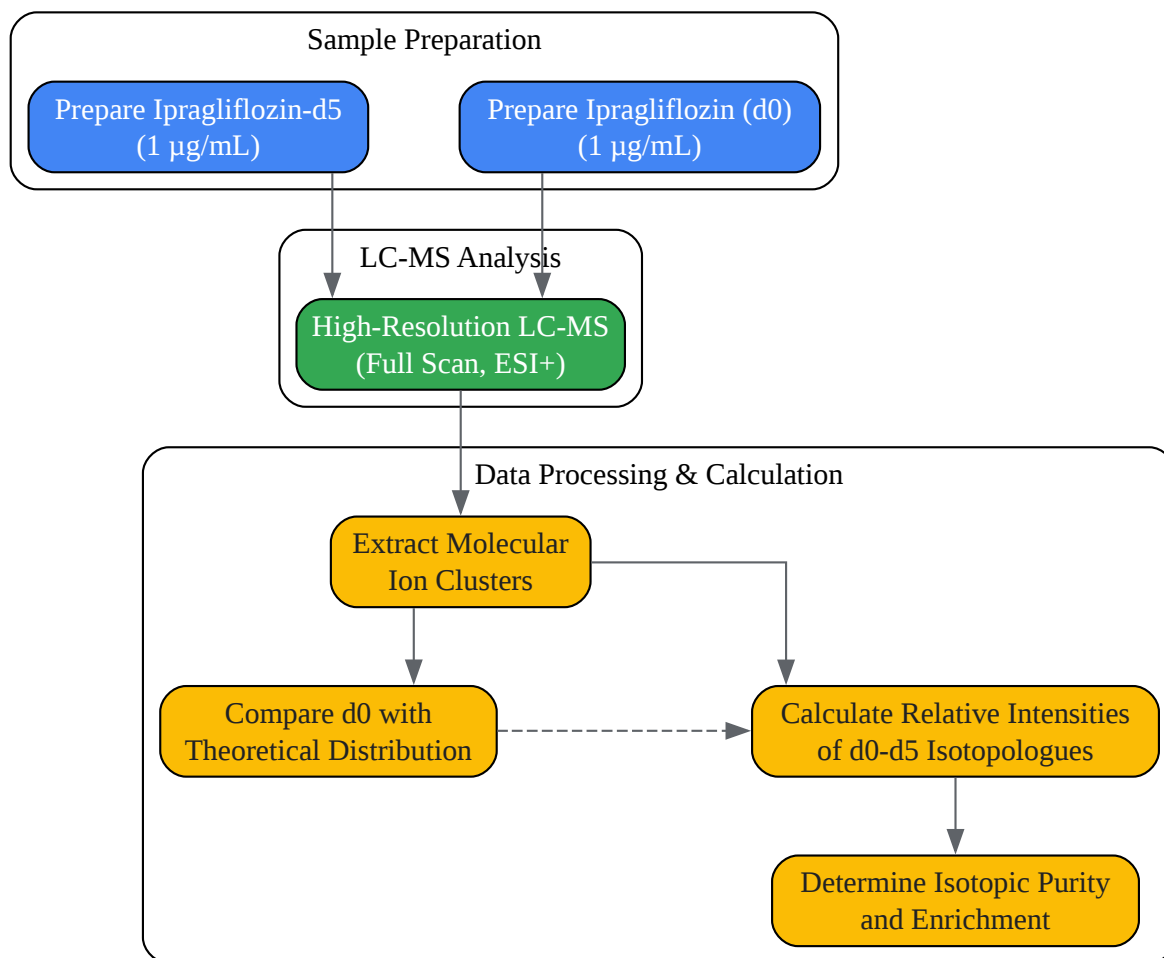 Sample Preparation
Prepare Ipragliflozin-d5
(1 µg/mL)
Prepare Ipragliflozin (d0)
(1 µg/mL)
LC-MS Analysis
High-Resolution LC-MS
(Full Scan, ESI+)
Data Processing & Calculation
Extract Molecular
Ion Clusters
Compare d0 with
Theoretical Distribution
Calculate Relative Intensities
of d0-d5 Isotopologues
Determine Isotopic Purity
and Enrichment